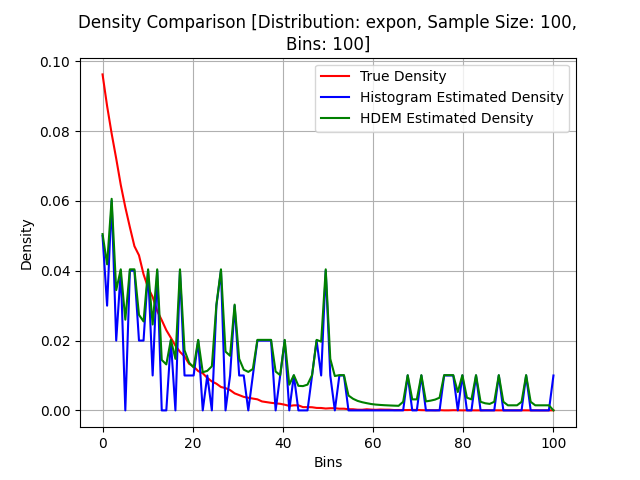 Density Comparison [Distribution: expon, Sample Size: 100,
Bins: 100]
True Density
Histogram Estimated Density
HDEM Estimated Density
Density
0.10
0.08
0.06
0.04
0.02
0.00
0 20 40 60 80 100
Bins